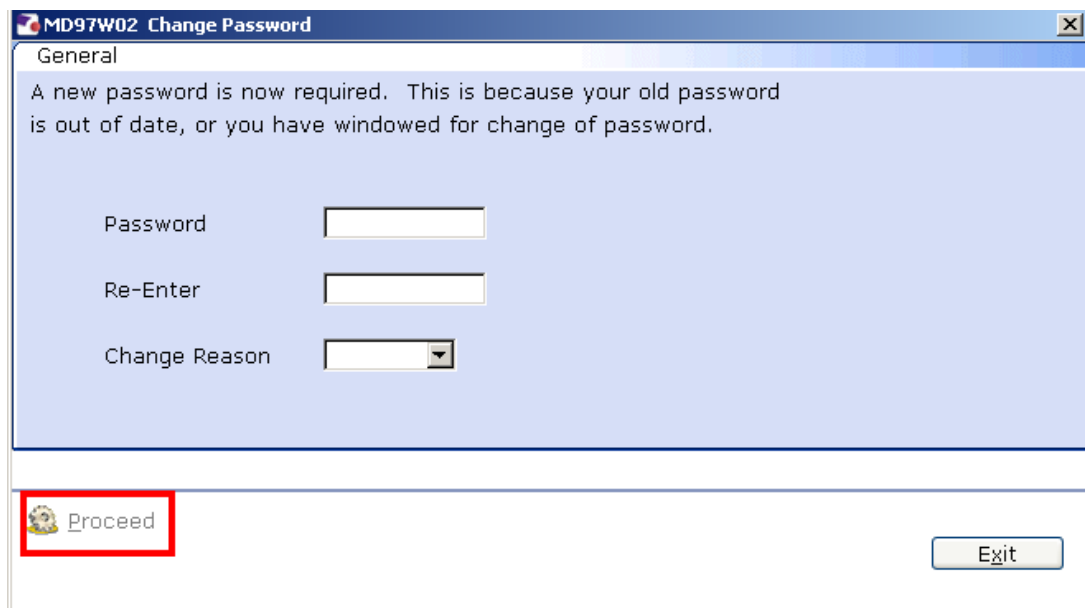 MD97W02 Change Password
General
A new password is now required. This is because your old password
is out of date, or you have windowed for change of password.
Password
Re-Enter
Change Reason
Proceed
Exit